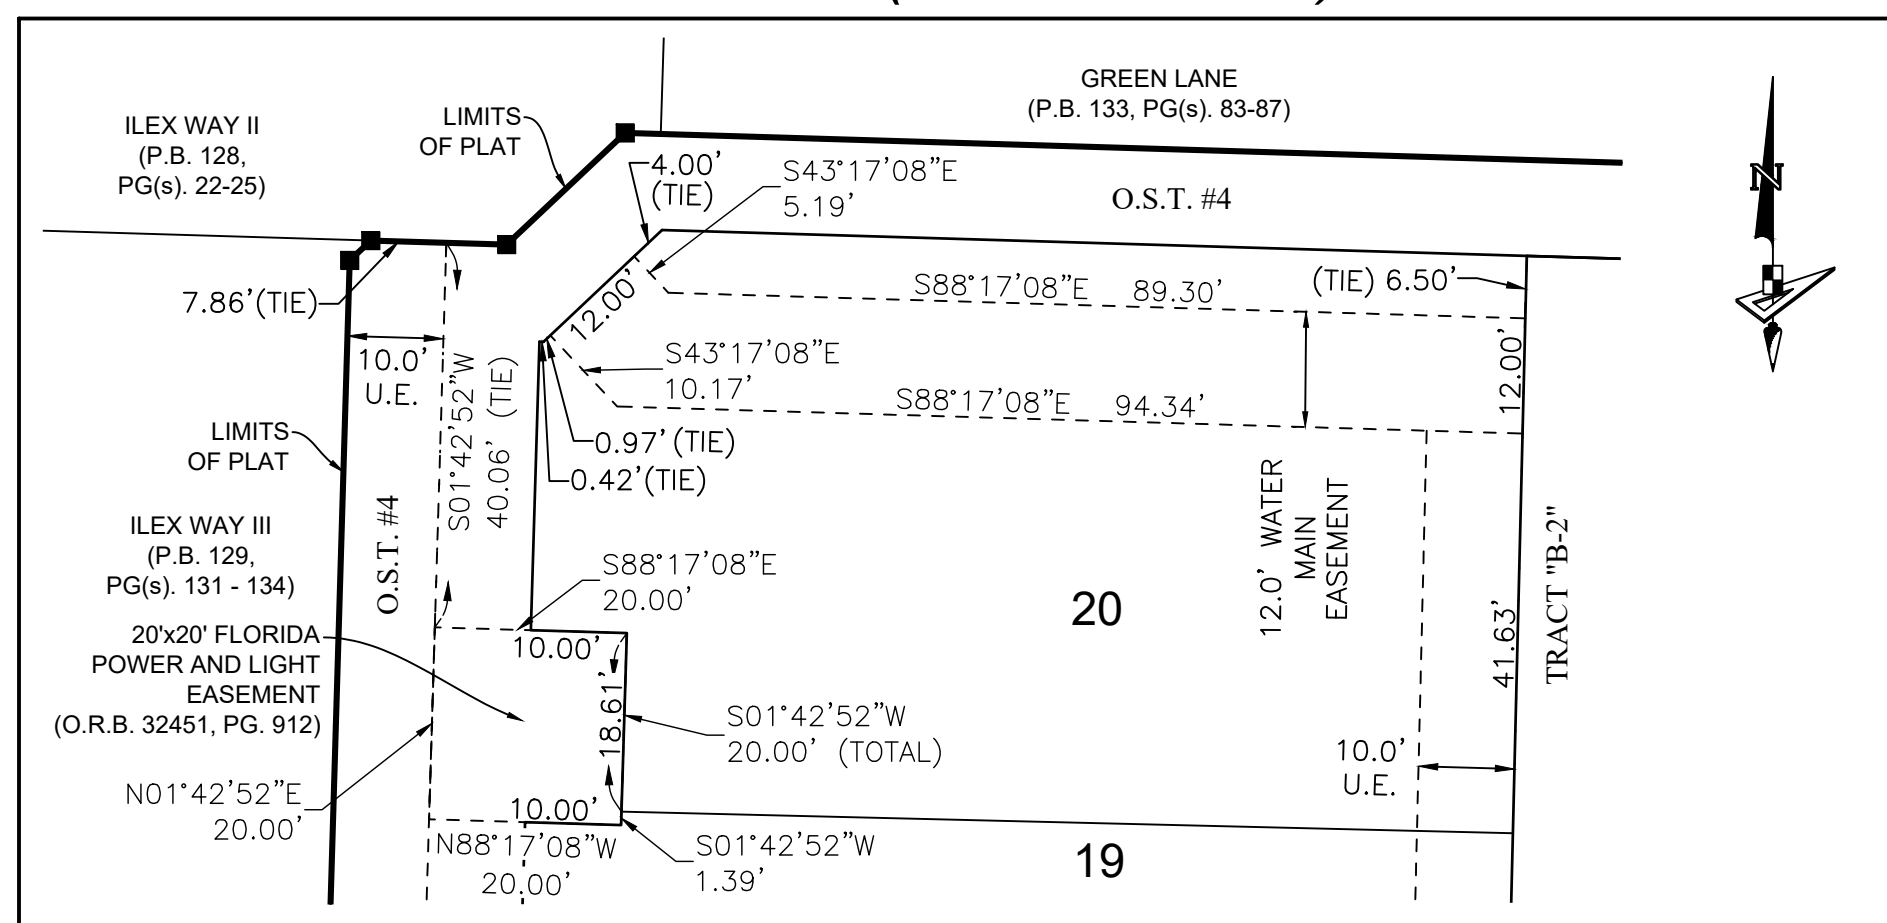 ILEX WAY II
(P.B. 128,
PG(s). 22-25)
LIMITS
OF PLAT
GREEN LANE
(P.B. 133, PG(s). 83-87)
4.00'
(TIE)
S43°17'08"E
5.19'
O.S.T. #4
N
7.86'(TIE)
12.00'
S88°17'08"E 89.30'
(TIE) 6.50'
10.0'
U.E.
S01°42'52"W
40.06' (TIE)
S43°17'08"E
10.17'
S88°17'08"E 94.34'
12.00'
0.97'(TIE)
0.42'(TIE)
LIMITS
OF PLAT
O.S.T. #4
12.0' WATER
MAIN
EASEMENT
ILEX WAY III
(P.B. 129,
PG(s). 131 - 134)
S88°17'08"E
20.00'
20
41.63'
TRACT "B-2"
20'x20' FLORIDA
POWER AND LIGHT
EASEMENT
(O.R.B. 32451, PG. 912)
10.00'
18.61'
S01°42'52"W
20.00' (TOTAL)
10.0'
U.E.
N01°42'52"E
20.00'
10.00'
N88°17'08"W
20.00'
S01°42'52"W
1.39'
19